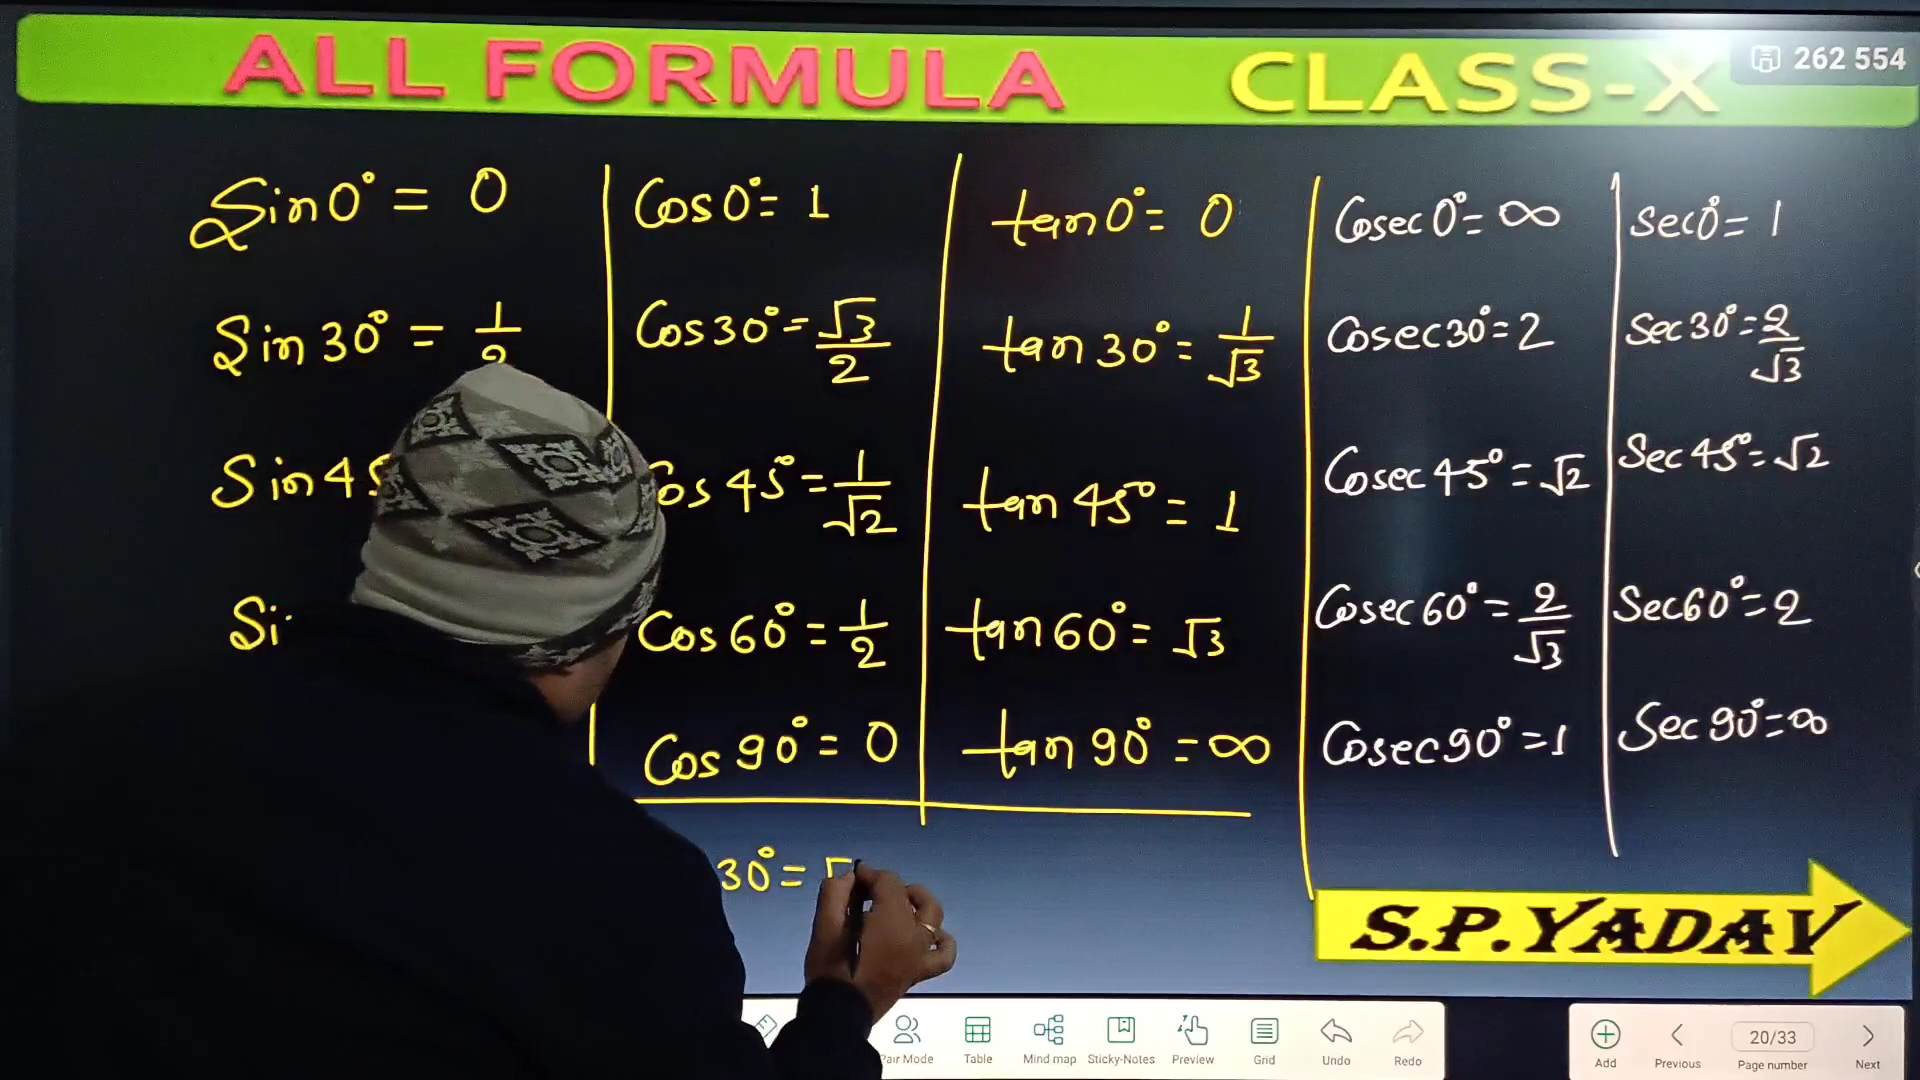 ALL FORMULA CLASS-X
262 554
Sin0° = 0
Cos0° = 1
tan0° = 0
Cosec0° = ∞
Sec0° = 1
Sin30° = 1/2
Cos30° = √3/2
tan30° = 1/√3
Cosec30° = 2
Sec30° = 2/√3
Sin45
Cos45° = 1/√2
tan45° = 1
Cosec45° = √2
Sec45° = √2
Si
Cos60° = 1/2
tan60° = √3
Cosec60° = 2/√3
Sec60° = 2
Cos90° = 0
tan90° = ∞
Cosec90° = 1
Sec90° = ∞
30° = √
S.P.YADAV
Pair Mode
Table
Mind map
Sticky-Notes
Preview
Grid
Undo
Redo
Add
Previous
20/33
Page number
Next